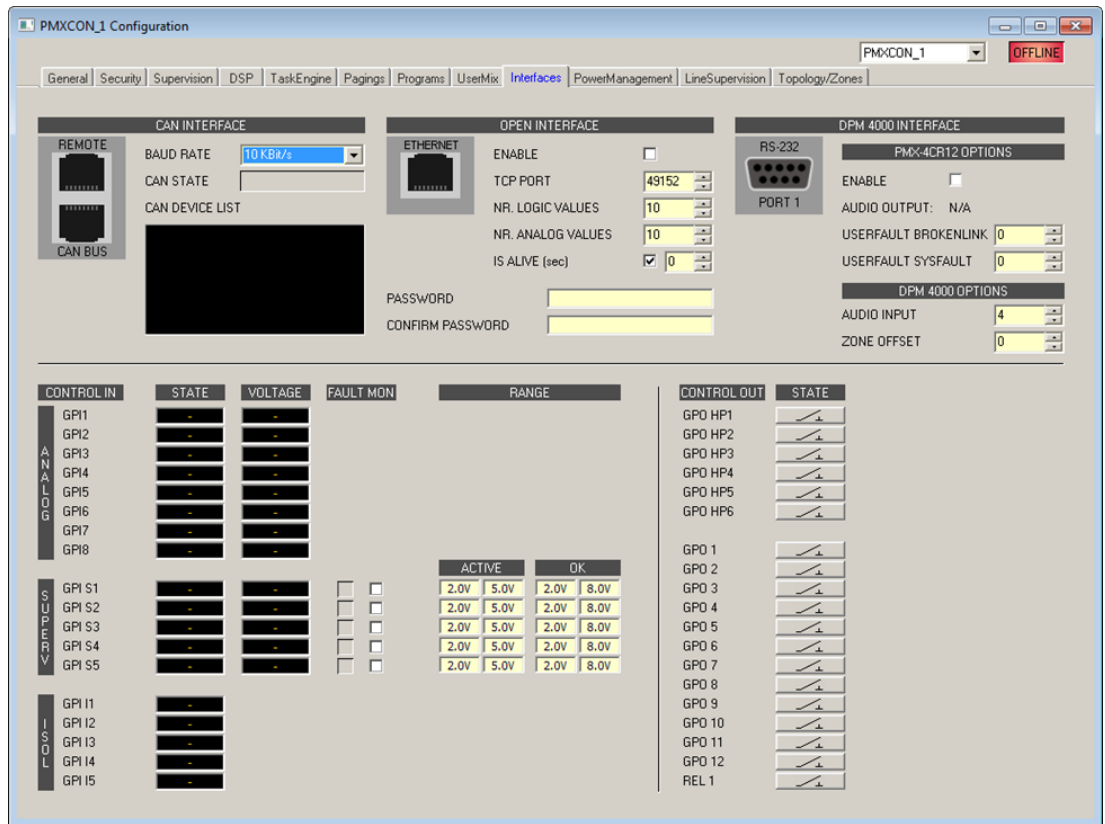 PMXCON_1 Configuration
PMXCON_1 OFFLINE
General Security Supervision DSP TaskEngine Pagings Programs UserMix Interfaces PowerManagement LineSupervision Topology/Zones
CAN INTERFACE
REMOTE
BAUD RATE 10 KBit/s
CAN STATE
CAN DEVICE LIST
CAN BUS
OPEN INTERFACE
ETHERNET
ENABLE
TCP PORT 49152
NR. LOGIC VALUES 10
NR. ANALOG VALUES 10
IS ALIVE (sec) 0
PASSWORD
CONFIRM PASSWORD
DPM 4000 INTERFACE
RS-232
PORT 1
PMX-4CR12 OPTIONS
ENABLE
AUDIO OUTPUT: N/A
USERFAULT BROKENLINK 0
USERFAULT SYSFAULT 0
DPM 4000 OPTIONS
AUDIO INPUT 4
ZONE OFFSET 0
CONTROL IN STATE VOLTAGE FAULT MON RANGE
ANALOG
GPI1 - -
GPI2 - -
GPI3 - -
GPI4 - -
GPI5 - -
GPI6 - -
GPI7 - -
GPI8 - -
ACTIVE OK
SUPERV
GPI S1 - - 2.0V 5.0V 2.0V 8.0V
GPI S2 - - 2.0V 5.0V 2.0V 8.0V
GPI S3 - - 2.0V 5.0V 2.0V 8.0V
GPI S4 - - 2.0V 5.0V 2.0V 8.0V
GPI S5 - - 2.0V 5.0V 2.0V 8.0V
ISOL
GPI I1 -
GPI I2 -
GPI I3 -
GPI I4 -
GPI I5 -
CONTROL OUT STATE
GPO HP1
GPO HP2
GPO HP3
GPO HP4
GPO HP5
GPO HP6
GPO 1
GPO 2
GPO 3
GPO 4
GPO 5
GPO 6
GPO 7
GPO 8
GPO 9
GPO 10
GPO 11
GPO 12
REL 1